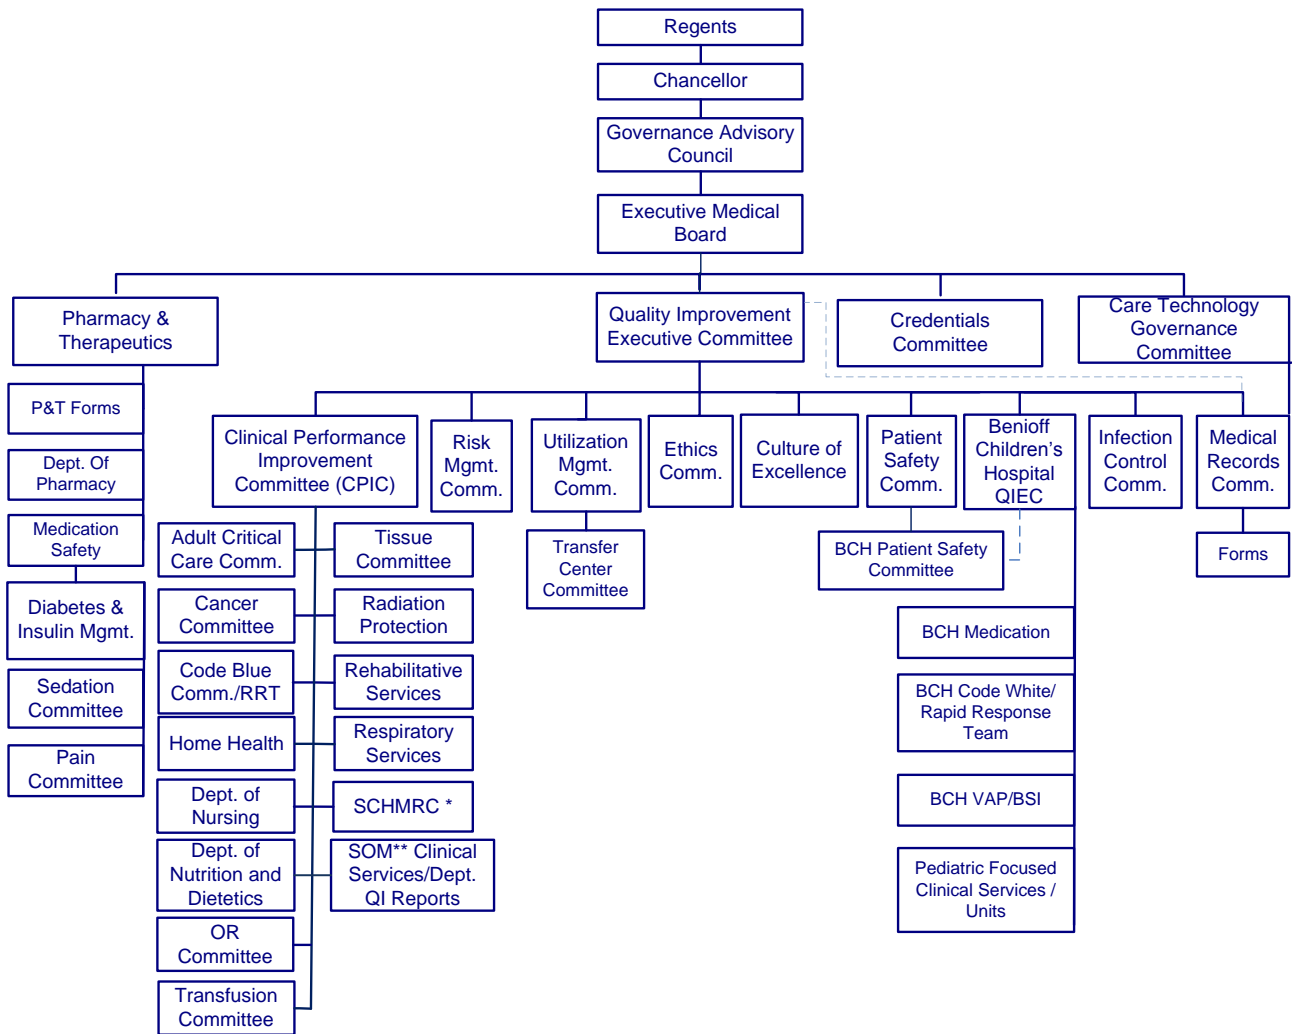 Regents
Chancellor
Governance Advisory
Council
Executive Medical
Board
Pharmacy &
Therapeutics
Quality Improvement
Executive Committee
Credentials
Committee
Care Technology
Governance
Committee
P&T Forms
Dept. Of
Pharmacy
Medication
Safety
Diabetes &
Insulin Mgmt.
Sedation
Committee
Pain
Committee
Clinical Performance
Improvement
Committee (CPIC)
Risk
Mgmt.
Comm.
Utilization
Mgmt.
Comm.
Ethics
Comm.
Culture of
Excellence
Patient
Safety
Comm.
Benioff
Children's
Hospital
QIEC
Infection
Control
Comm.
Medical
Records
Comm.
Adult Critical
Care Comm.
Tissue
Committee
Cancer
Committee
Radiation
Protection
Code Blue
Comm./RRT
Rehabilitative
Services
Home Health
Respiratory
Services
Dept. of
Nursing
SCHMRC *
Dept. of
Nutrition and
Dietetics
SOM** Clinical
Services/Dept.
QI Reports
OR
Committee
Transfusion
Committee
Transfer
Center
Committee
BCH Patient Safety
Committee
Forms
BCH Medication
BCH Code White/
Rapid Response
Team
BCH VAP/BSI
Pediatric Focused
Clinical Services /
Units